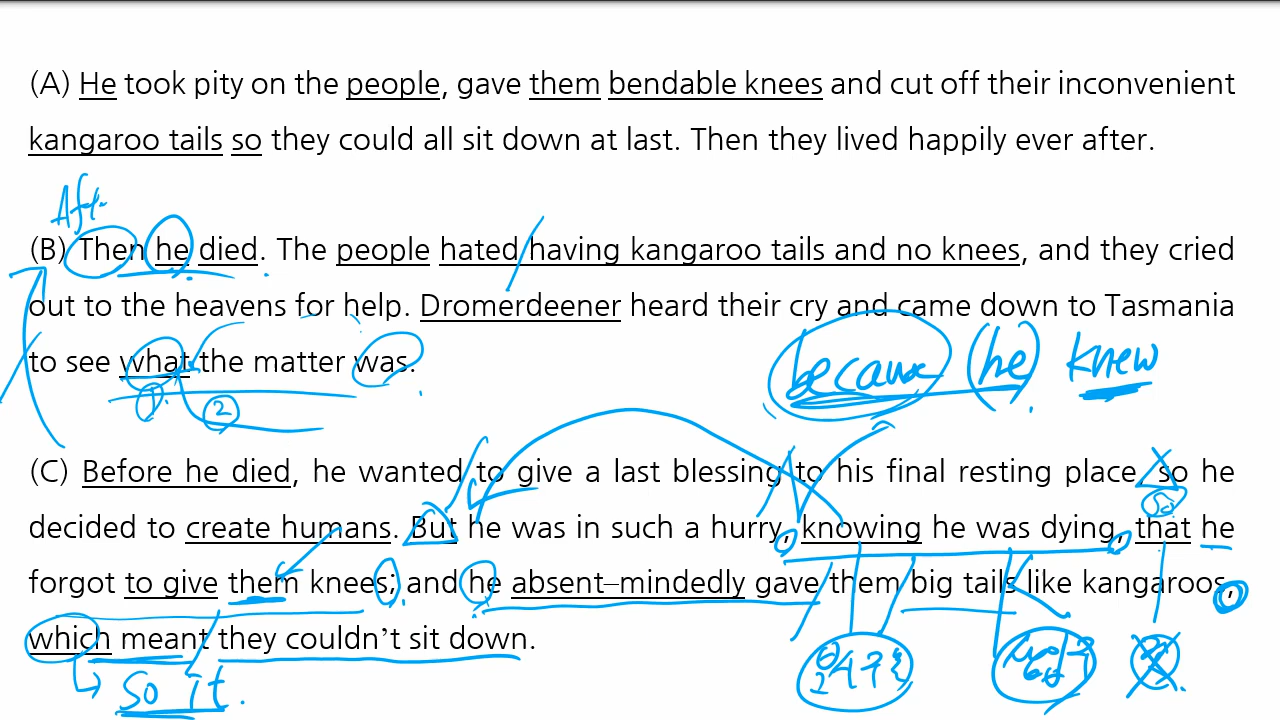 (A) He took pity on the people, gave them bendable knees and cut off their inconvenient
kangaroo tails so they could all sit down at last. Then they lived happily ever after.
Aft
(B) Then he died. The people hated having kangaroo tails and no knees, and they cried
out to the heavens for help. Dromerdeener heard their cry and came down to Tasmania
to see what the matter was.
because (he) knew
① ②
(C) Before he died, he wanted to give a last blessing to his final resting place so he
decided to create humans. But he was in such a hurry, knowing he was dying, that he
forgot to give them knees; and he absent–mindedly gave them big tails like kangaroos,
which meant they couldn’t sit down.
So it.